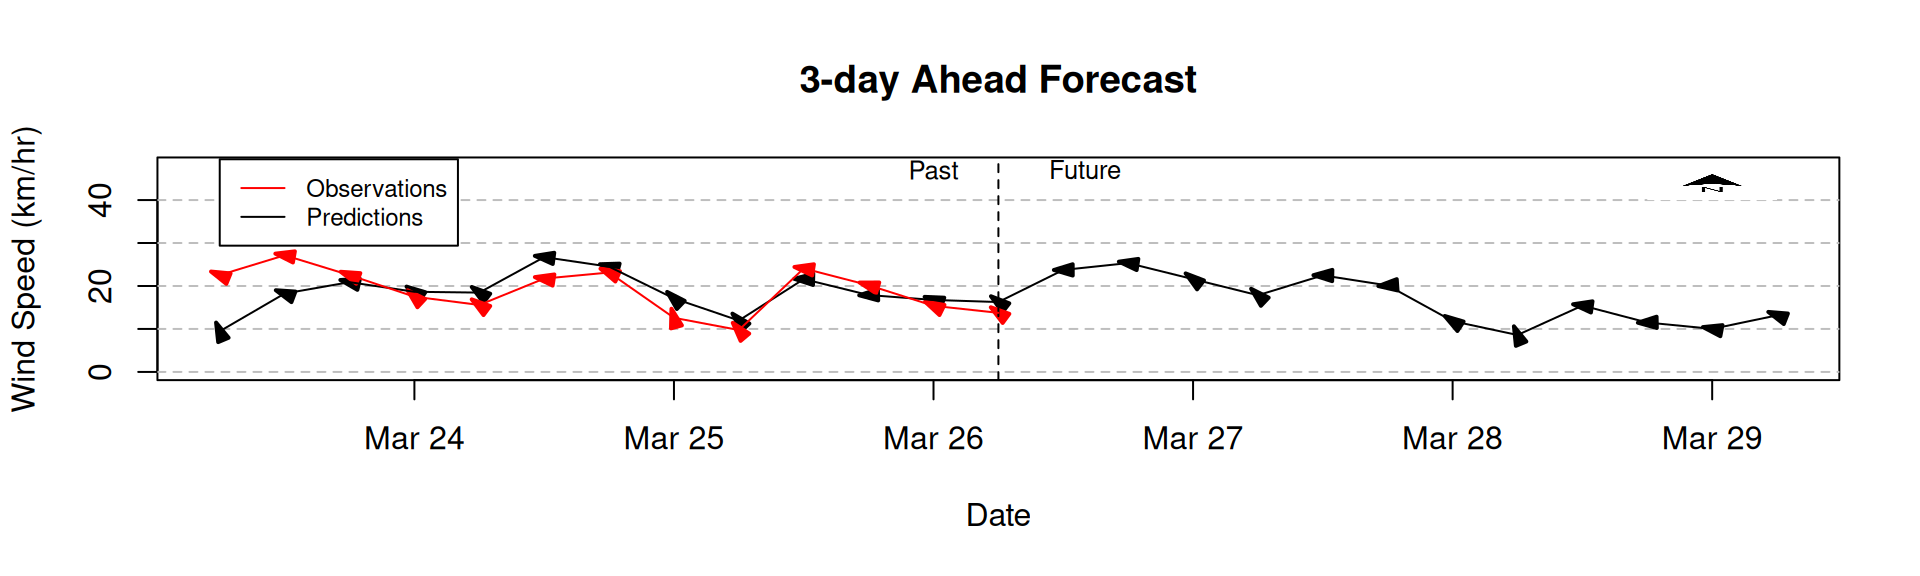 3-day Ahead Forecast
Wind Speed (km/hr)
Past Future
N
Observations
Predictions
40
20
0
Mar 24 Mar 25 Mar 26 Mar 27 Mar 28 Mar 29
Date